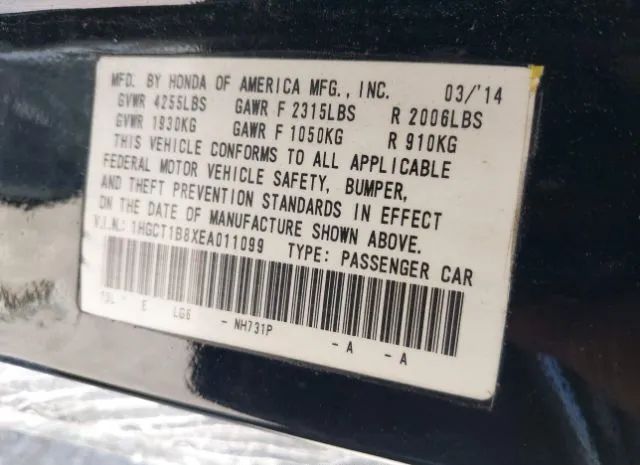 MFD. BY HONDA OF AMERICA MFG., INC. 03/'14
GVWR 4255LBS GAWR F 2315LBS R 2006LBS
GVWR 1930KG GAWR F 1050KG R 910KG
THIS VEHICLE CONFORMS TO ALL APPLICABLE
FEDERAL MOTOR VEHICLE SAFETY, BUMPER,
AND THEFT PREVENTION STANDARDS IN EFFECT
ON THE DATE OF MANUFACTURE SHOWN ABOVE.
V.I.N.: 1HGCT1B8XEA011099 TYPE: PASSENGER CAR
E LG6 - NH731P - A - A